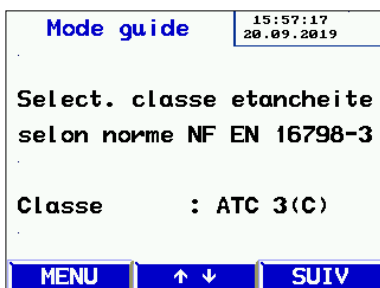 Mode guide
15:57:17
20.09.2019
Select. classe etancheite
selon norme NF EN 16798-3
Classe : ATC 3(C)
MENU ↑ ↓ SUIV